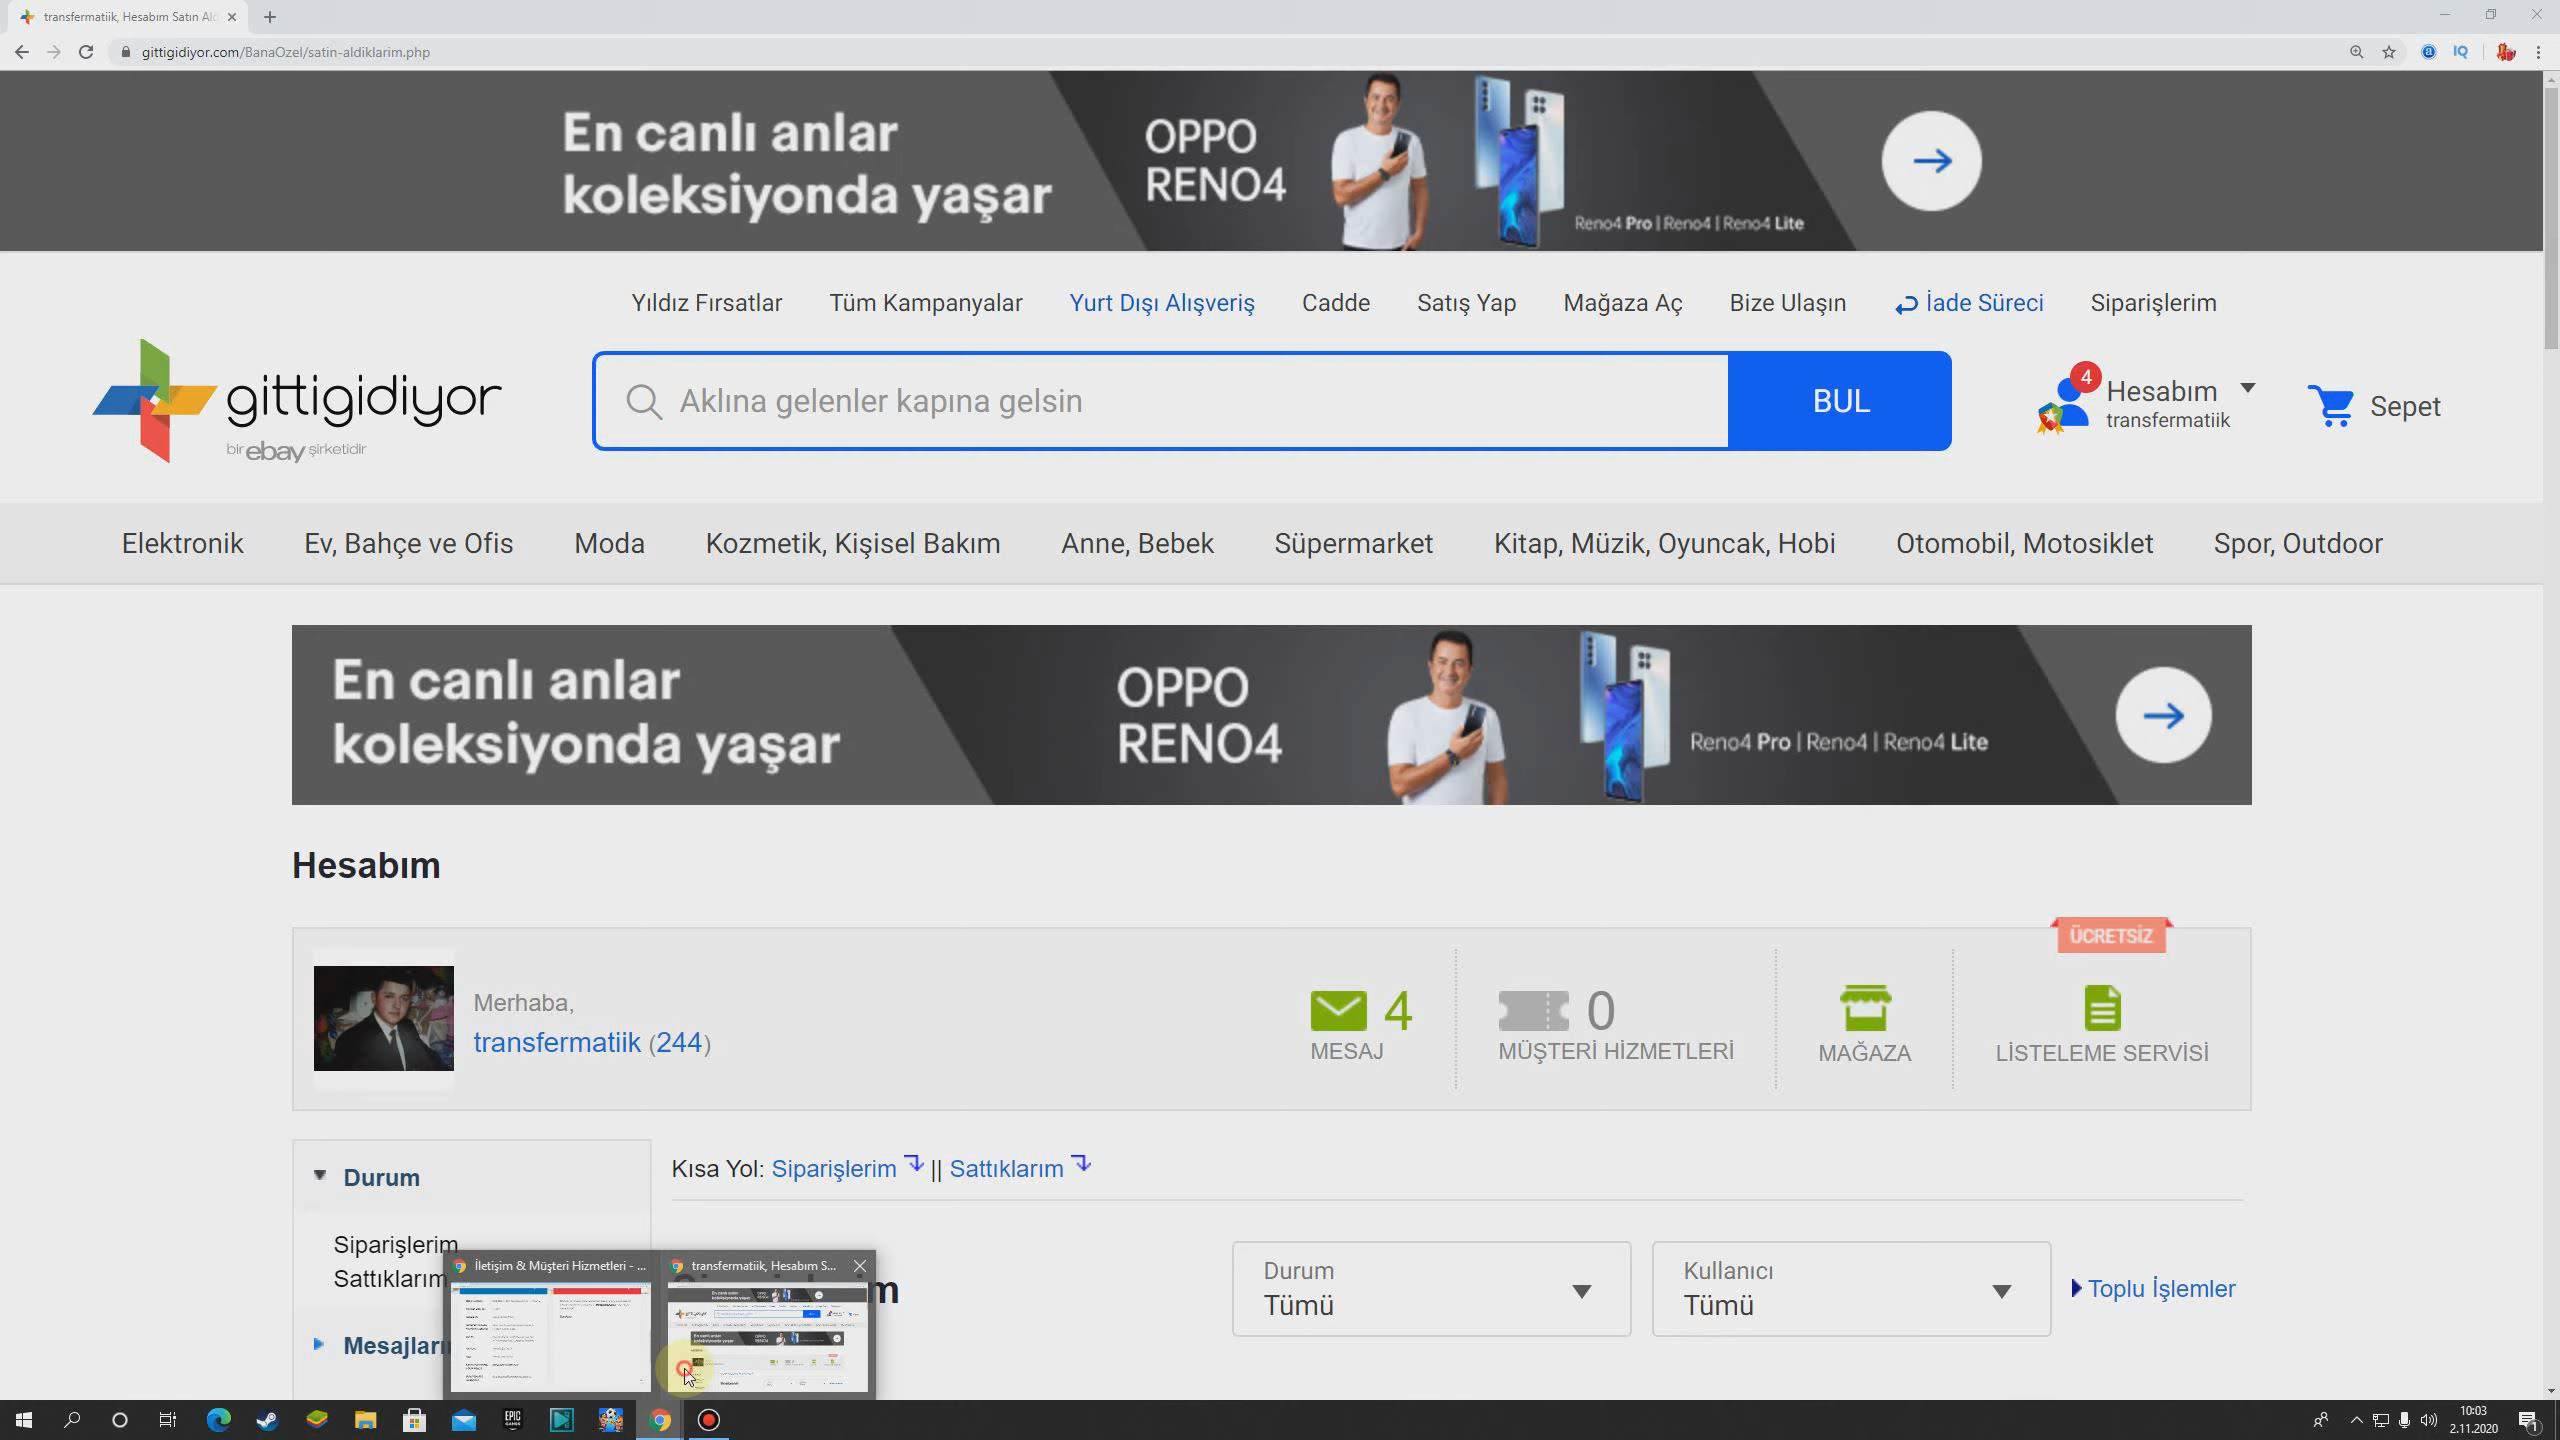 transfermatiik, Hesabım Satın Ald
gittigidiyor.com/BanaOzel/satin-aldiklarim.php
En canlı anlar
koleksiyonda yaşar
OPPO
RENO4
Reno4 Pro | Reno4 | Reno4 Lite
Yıldız Fırsatlar
Tüm Kampanyalar
Yurt Dışı Alışveriş
Cadde
Satış Yap
Mağaza Aç
Bize Ulaşın
İade Süreci
Siparişlerim
gittigidiyor
bir ebay şirketidir
Aklına gelenler kapına gelsin
BUL
4
Hesabım
transfermatiik
Sepet
Elektronik
Ev, Bahçe ve Ofis
Moda
Kozmetik, Kişisel Bakım
Anne, Bebek
Süpermarket
Kitap, Müzik, Oyuncak, Hobi
Otomobil, Motosiklet
Spor, Outdoor
En canlı anlar
koleksiyonda yaşar
OPPO
RENO4
Reno4 Pro | Reno4 | Reno4 Lite
Hesabım
Merhaba,
transfermatiik (244)
4
MESAJ
0
MÜŞTERİ HİZMETLERİ
MAĞAZA
ÜCRETSİZ
LİSTELEME SERVİSİ
Durum
Siparişlerim
Sattıklarım
Mesajların
Kısa Yol: Siparişlerim || Sattıklarım
Durum
Tümü
Kullanıcı
Tümü
Toplu İşlemler
İletişim & Müşteri Hizmetleri - ...
transfermatiik, Hesabım S...
EPIC
GAMES
10:03
2.11.2020
1